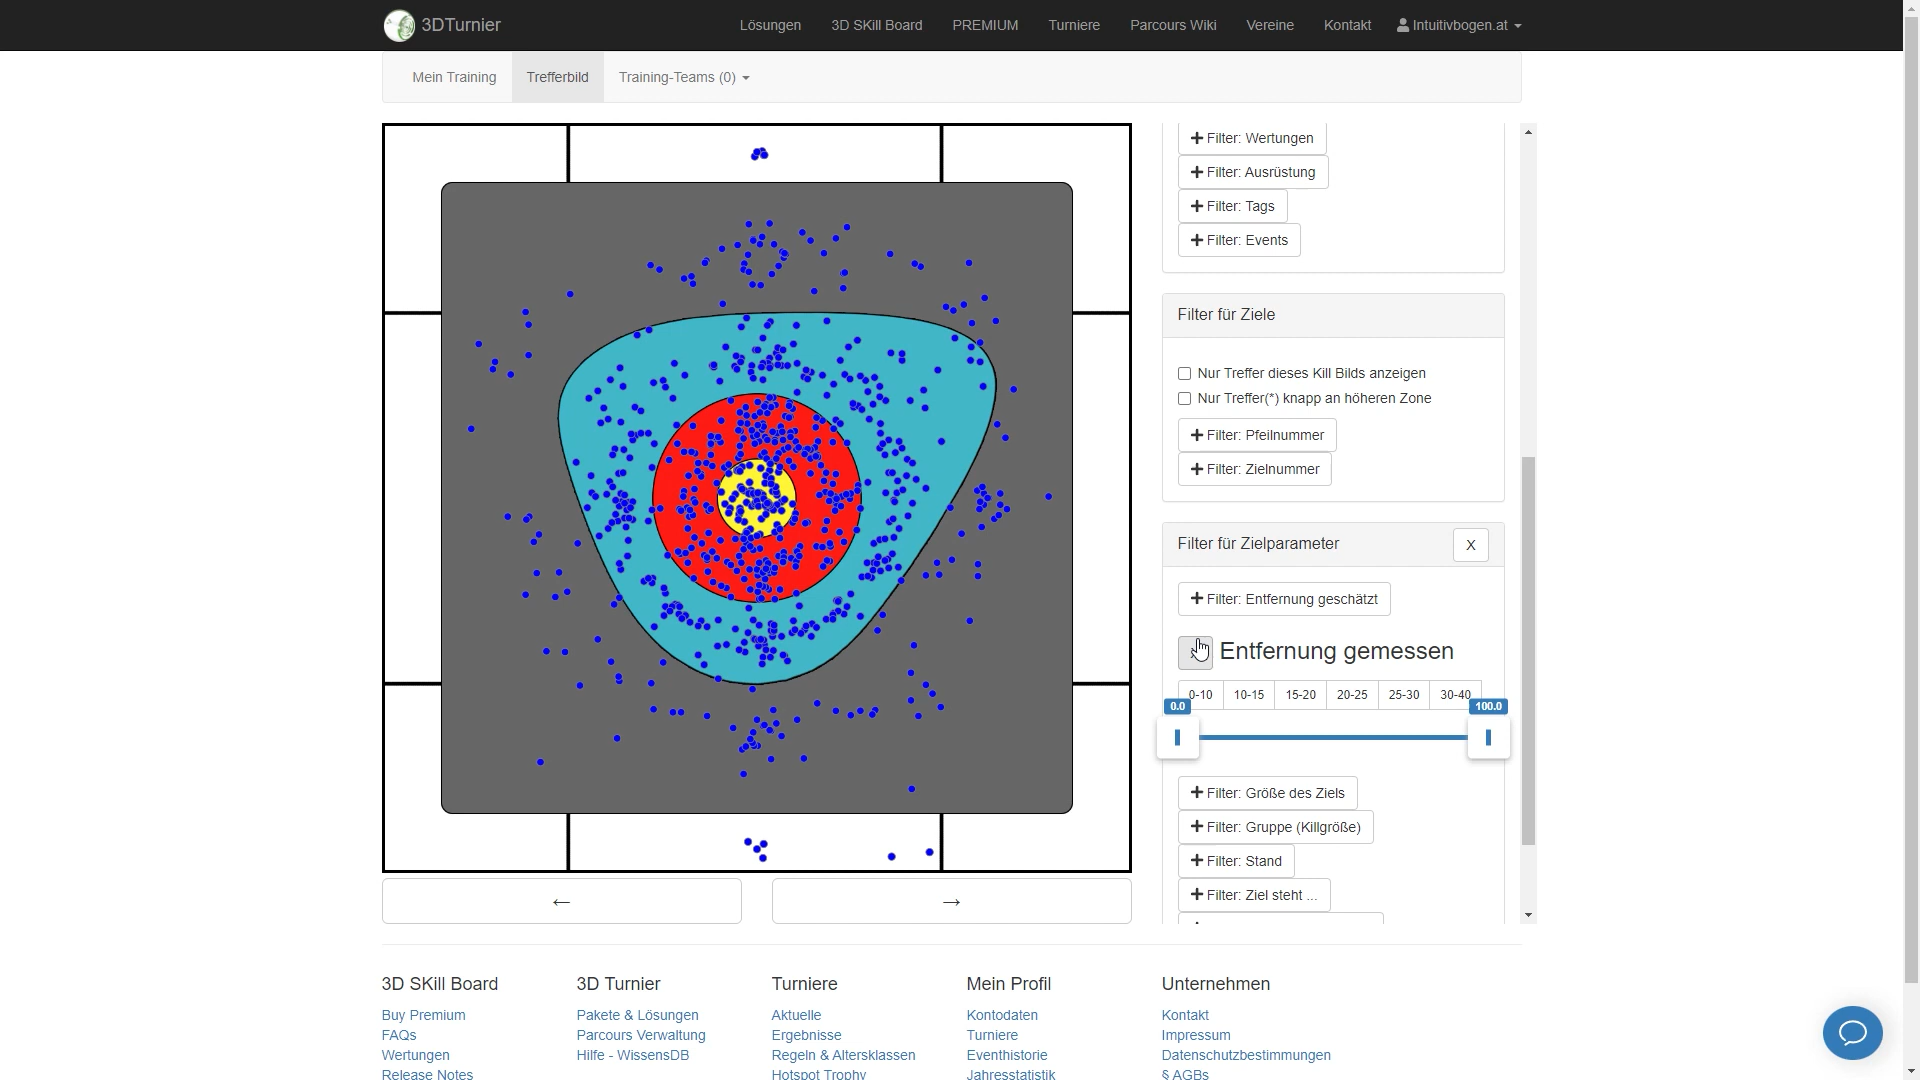 3DTurnier
Lösungen
3D SKill Board
PREMIUM
Turniere
Parcours Wiki
Vereine
Kontakt
Intuitivbogen.at
Mein Training
Trefferbild
Training-Teams (0)
Filter: Wertungen
Filter: Ausrüstung
Filter: Tags
Filter: Events
Filter für Ziele
Nur Treffer dieses Kill Bilds anzeigen
Nur Treffer(*) knapp an höheren Zone
Filter: Pfeilnummer
Filter: Zielnummer
Filter für Zielparameter
X
Filter: Entfernung geschätzt
Entfernung gemessen
0-10
10-15
15-20
20-25
25-30
30-40
0.0
100.0
Filter: Größe des Ziels
Filter: Gruppe (Killgröße)
Filter: Stand
Filter: Ziel steht ...
←
→
3D SKill Board
Buy Premium
FAQs
Wertungen
Release Notes
3D Turnier
Pakete & Lösungen
Parcours Verwaltung
Hilfe - WissensDB
Turniere
Aktuelle
Ergebnisse
Regeln & Altersklassen
Hotspot Trophy
Mein Profil
Kontodaten
Turniere
Eventhistorie
Jahresstatistik
Unternehmen
Kontakt
Impressum
Datenschutzbestimmungen
§ AGBs